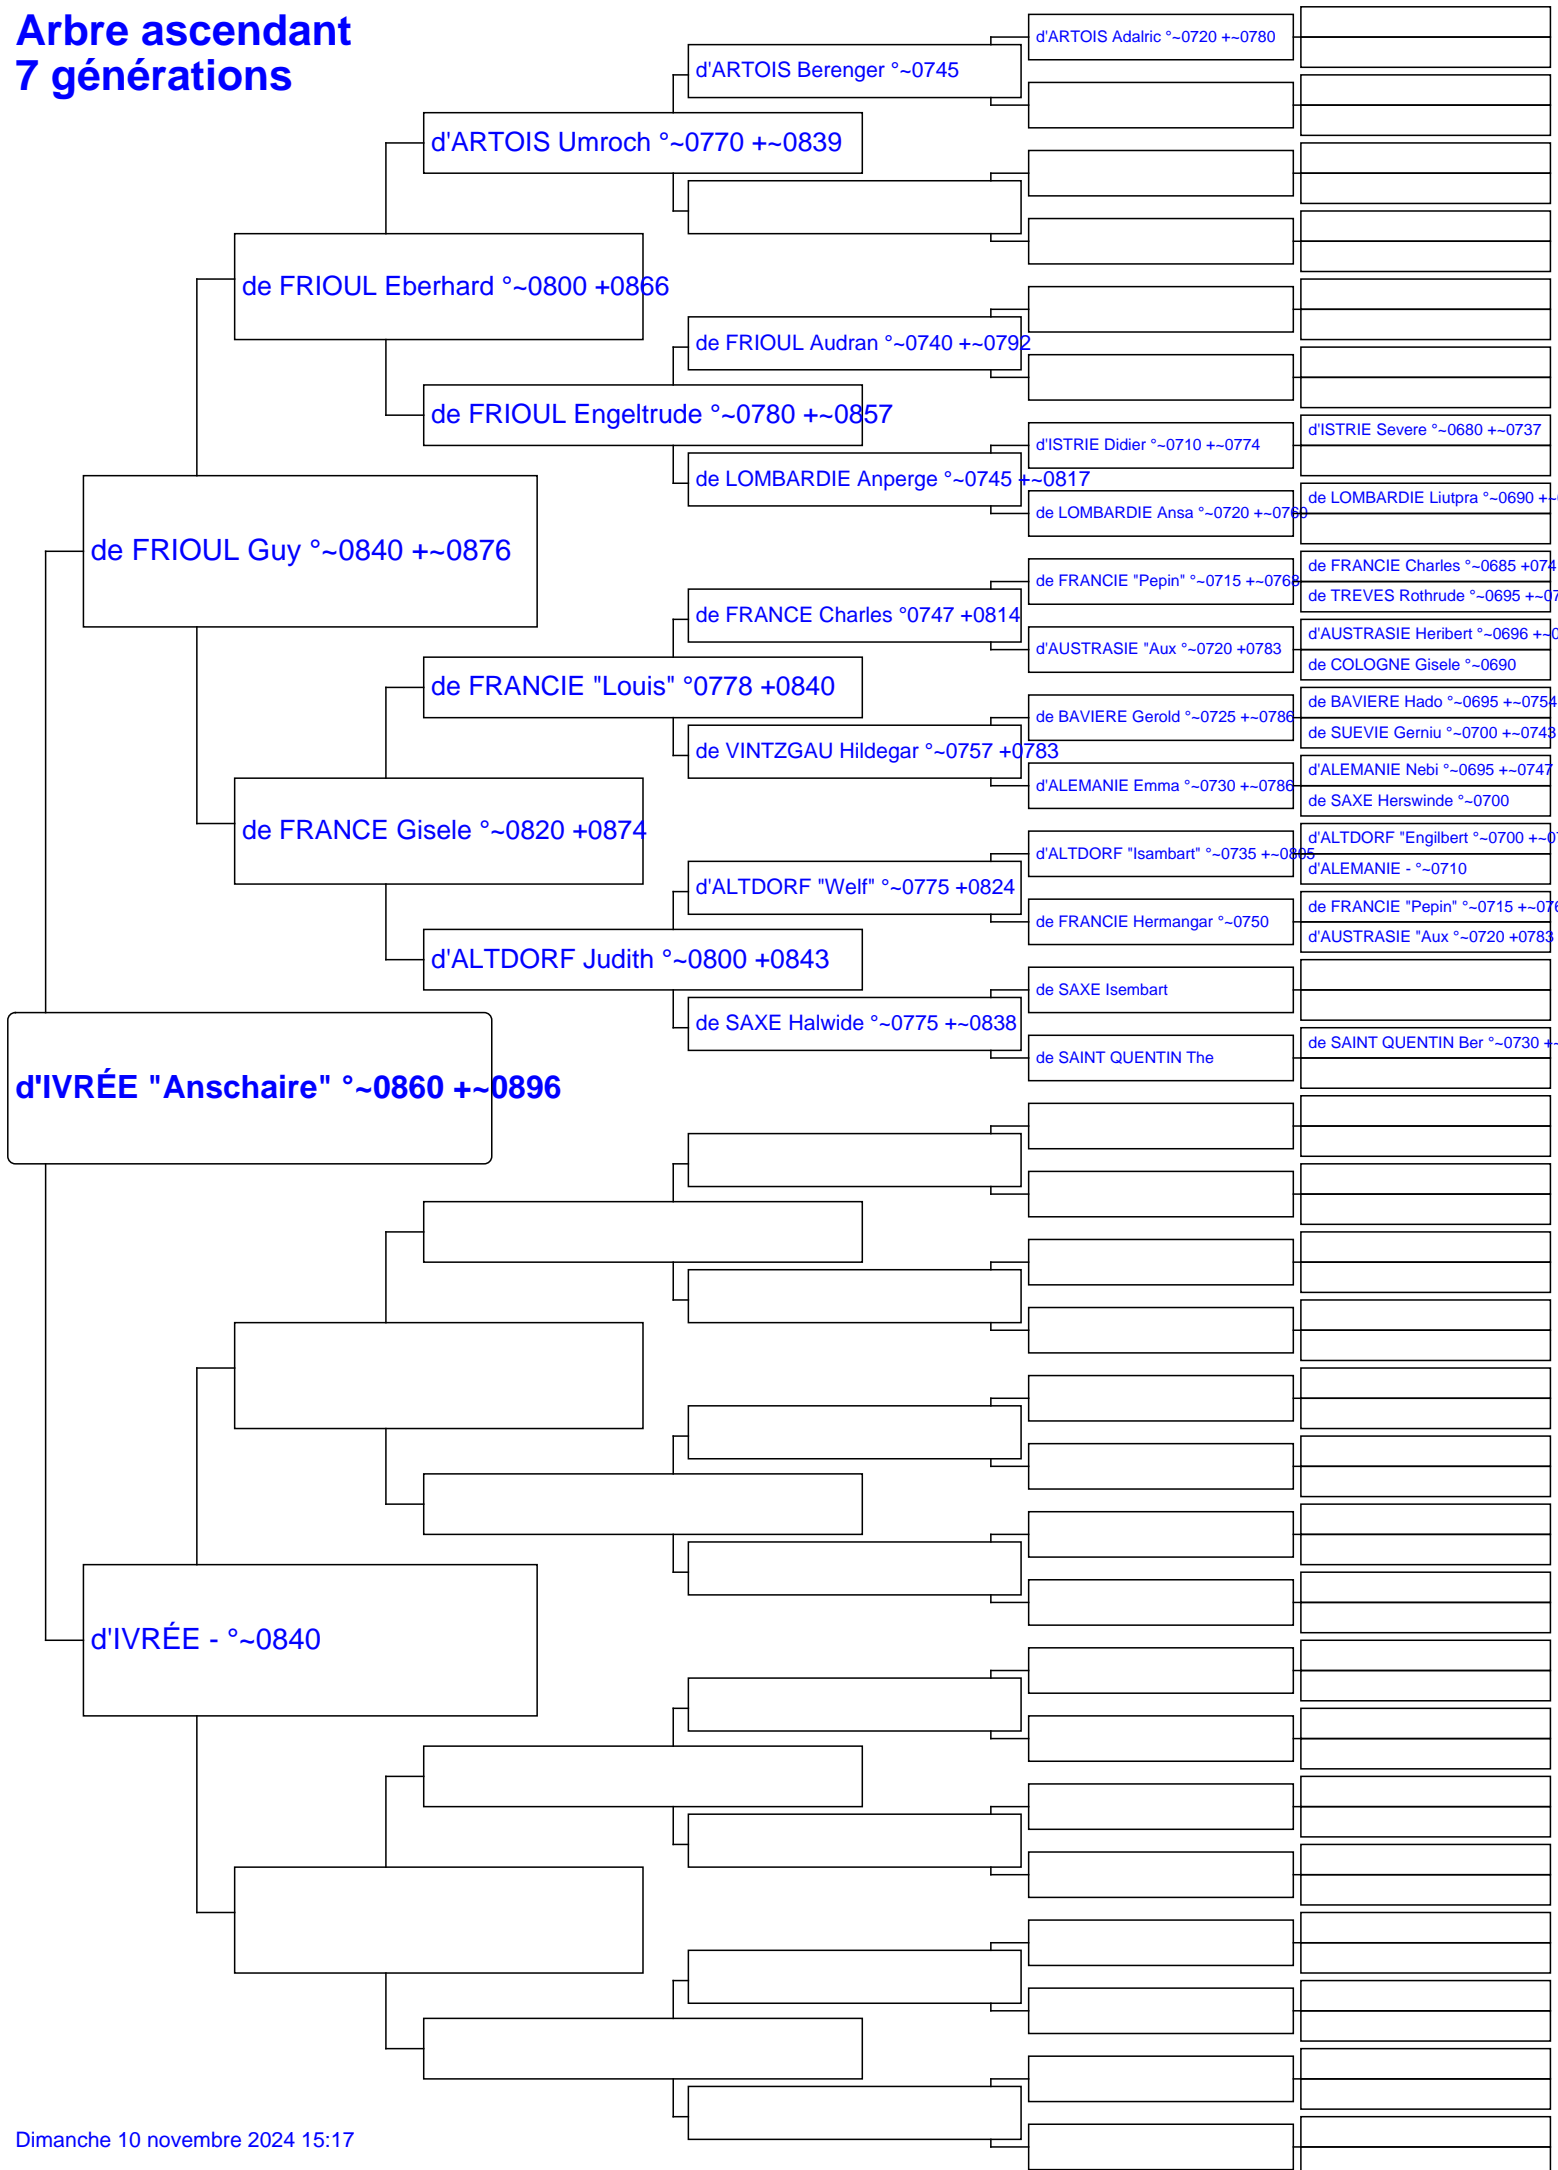 Arbre ascendant
7 générations
d'ARTOIS Adalric °~0720 +~0780
d'ARTOIS Berenger °~0745
d'ARTOIS Umroch °~0770 +~0839
de FRIOUL Eberhard °~0800 +0866
de FRIOUL Audran °~0740 +~0792
de FRIOUL Engeltrude °~0780 +~0857
d'ISTRIE Severe °~0680 +~0737
d'ISTRIE Didier °~0710 +~0774
de LOMBARDIE Anperge °~0745 +~0817
de LOMBARDIE Liutpra °~0690 +~
de LOMBARDIE Ansa °~0720 +~0769
de FRIOUL Guy °~0840 +~0876
de FRANCIE Charles °~0685 +074
de FRANCIE "Pepin" °~0715 +~0768
de TREVES Rothrude °~0695 +~07
de FRANCE Charles °0747 +0814
d'AUSTRASIE Heribert °~0696 +~0
d'AUSTRASIE "Aux °~0720 +0783
de COLOGNE Gisele °~0690
de FRANCIE "Louis" °0778 +0840
de BAVIERE Hado °~0695 +~0754
de BAVIERE Gerold °~0725 +~0786
de SUEVIE Gerniu °~0700 +~0743
de VINTZGAU Hildegar °~0757 +0783
d'ALEMANIE Nebi °~0695 +~0747
d'ALEMANIE Emma °~0730 +~0786
de SAXE Herswinde °~0700
de FRANCE Gisele °~0820 +0874
d'ALTDORF "Engilbert °~0700 +~07
d'ALTDORF "Isambart" °~0735 +~0805
d'ALEMANIE - °~0710
d'ALTDORF "Welf" °~0775 +0824
de FRANCIE "Pepin" °~0715 +~076
de FRANCIE Hermangar °~0750
d'AUSTRASIE "Aux °~0720 +0783
d'ALTDORF Judith °~0800 +0843
de SAXE Isembart
de SAXE Halwide °~0775 +~0838
de SAINT QUENTIN Ber °~0730 +~
de SAINT QUENTIN The
d'IVRÉE "Anschaire" °~0860 +~0896
d'IVRÉE - °~0840
Dimanche 10 novembre 2024 15:17